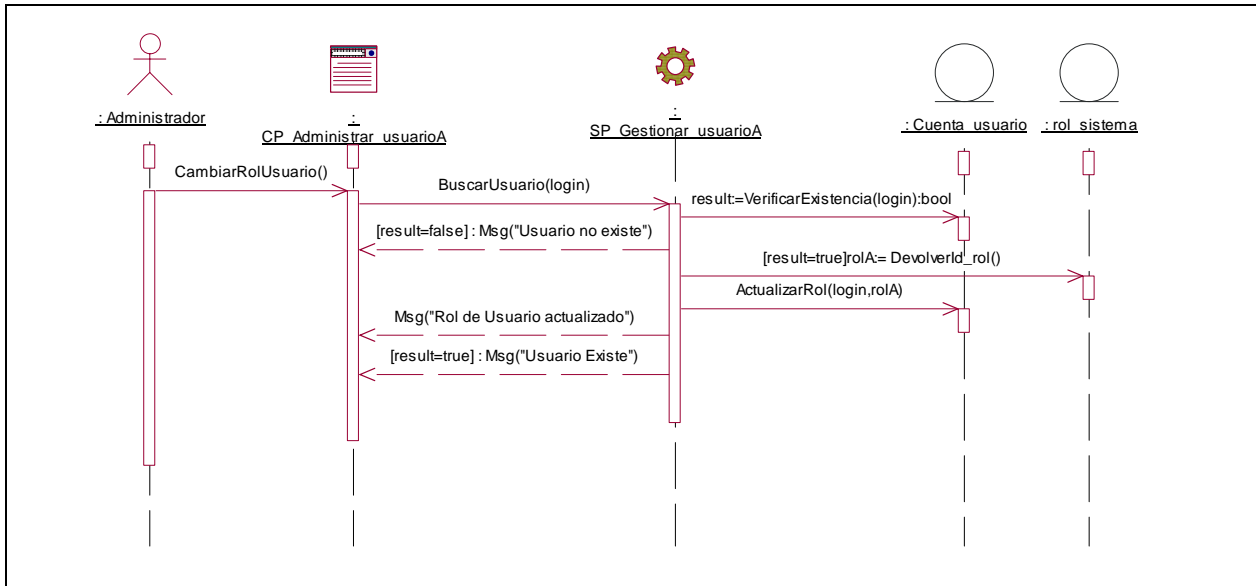 : Administrador
:
CP_Administrar_usuarioA
:
SP_Gestionar_usuarioA
: Cuenta_usuario
: rol_sistema
CambiarRolUsuario()
BuscarUsuario(login)
result:=VerificarExistencia(login):bool
[result=false] : Msg("Usuario no existe")
[result=true]rolA:= DevolverId_rol()
ActualizarRol(login,rolA)
Msg("Rol de Usuario actualizado")
[result=true] : Msg("Usuario Existe")